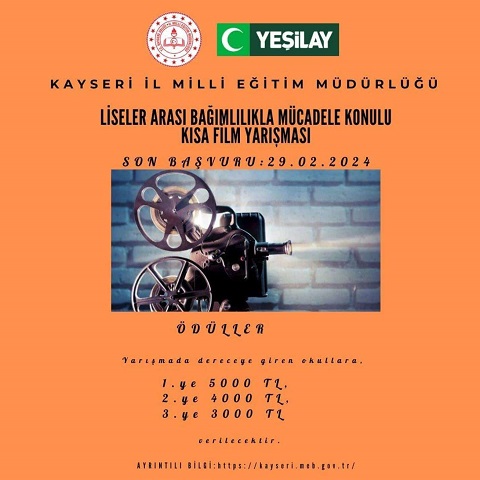 YEŞİLAY
KAYSERİ İL MİLLİ EĞİTİM MÜDÜRLÜĞÜ
LİSELER ARASI BAĞIMLILIKLA MÜCADELE KONULU
KISA FİLM YARIŞMASI
SON BAŞVURU:29.02.2024
ÖDÜLLER
Yarışmada dereceye giren okullara,
1.ye 5000 TL,
2.ye 4000 TL,
3.ye 3000 TL
verilecektir.
AYRINTILI BİLGİ:https://kayseri.meb.gov.tr/